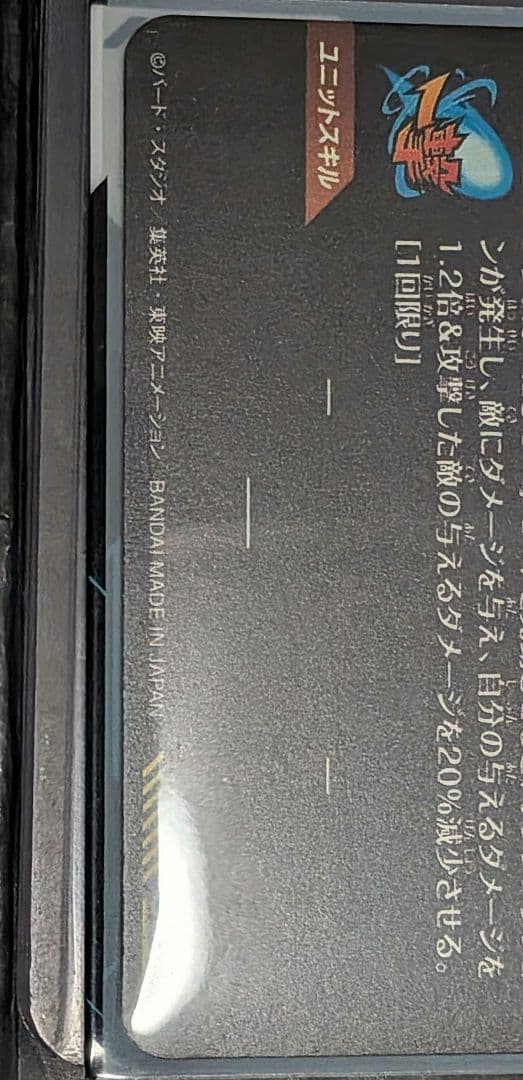 一撃
ンが発生し、敵にダメージを与え、自分の与えるダメージを
1.2倍&攻撃した敵の与えるダメージを20%減少させる。
[1回限り]
ユニットスキル
—
—
—
©バード・スタジオ／集英社・東映アニメーション BANDAI MADE IN JAPAN